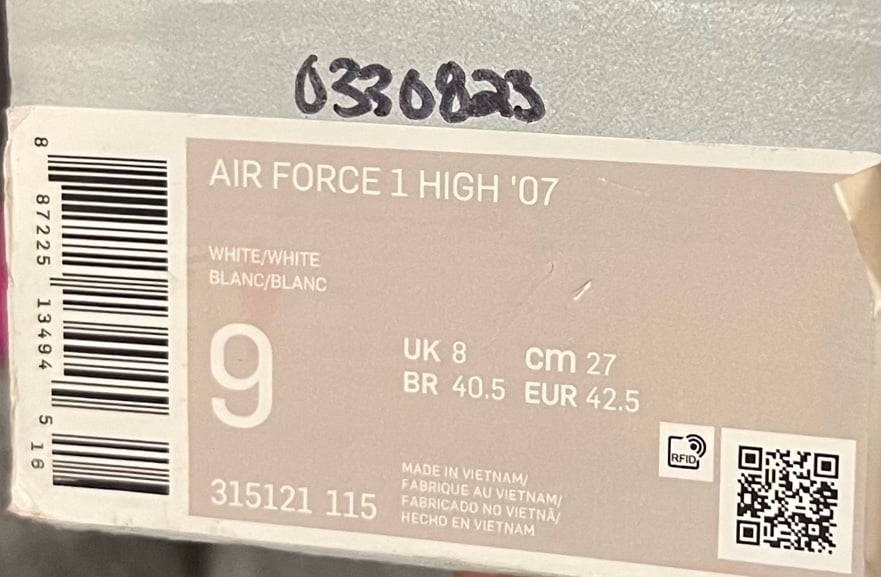 0330823
AIR FORCE 1 HIGH '07
WHITE/WHITE
BLANC/BLANC
9
UK 8 cm 27
BR 40.5 EUR 42.5
RFID
315121 115
MADE IN VIETNAM/
FABRIQUE AU VIETNAM/
FABRICADO NO VIETNÃ/
HECHO EN VIETNAM
8 87225 13494 5 16